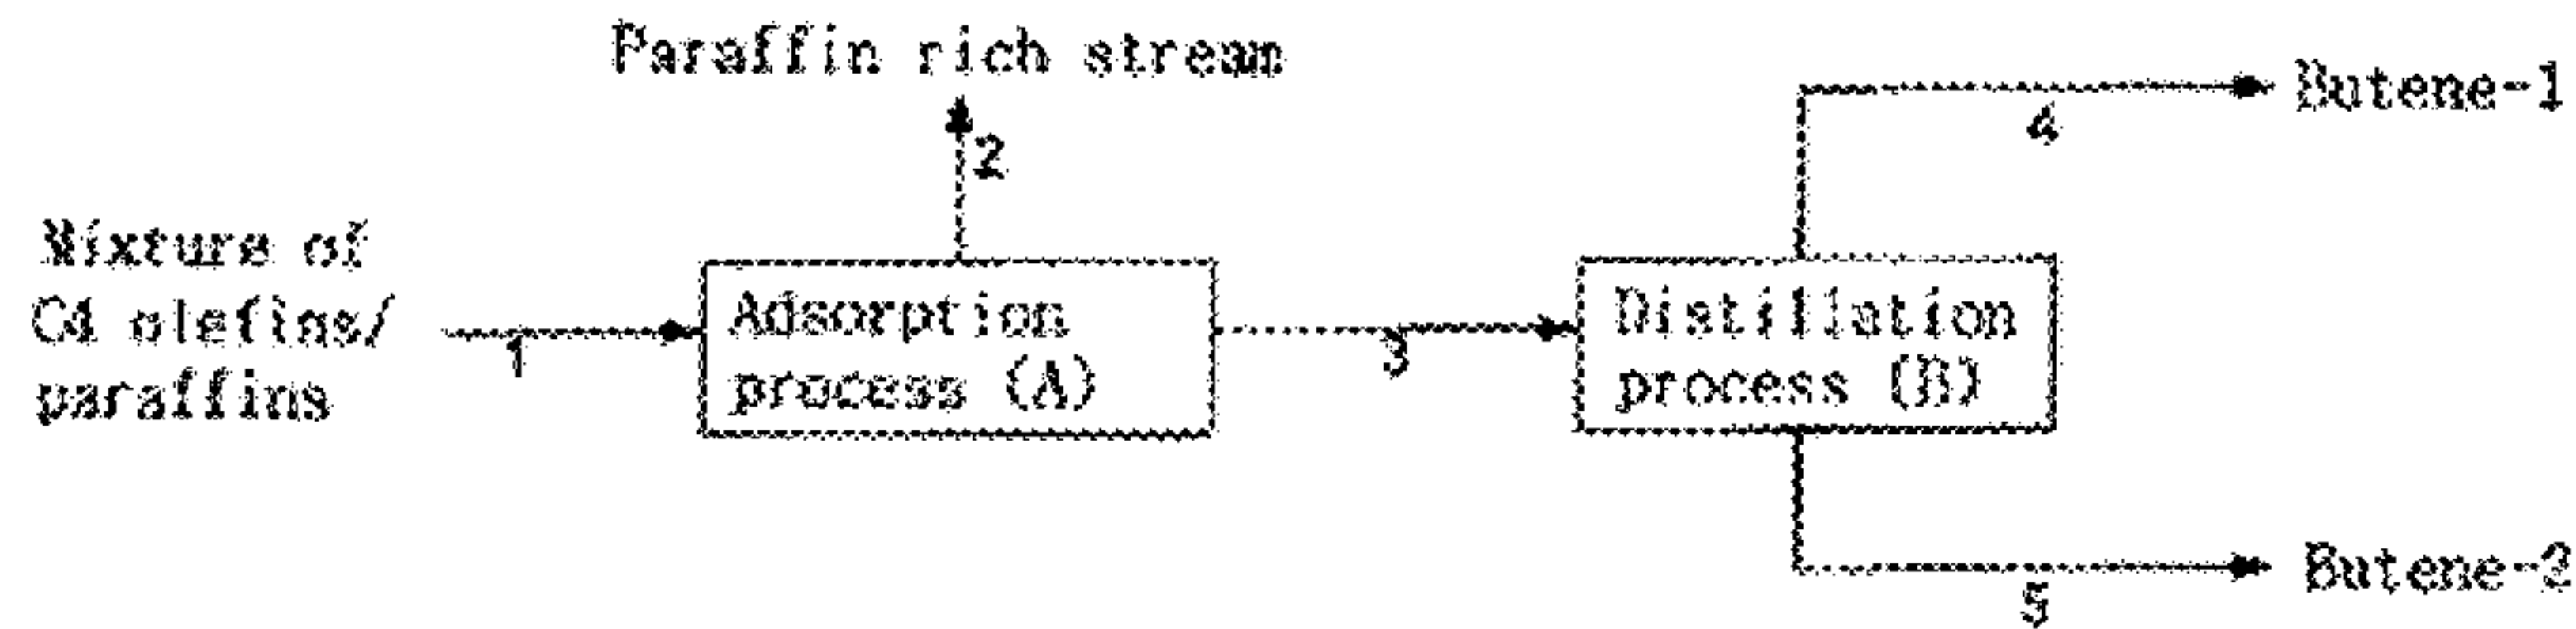 Paraffin rich stream
2
Mixture of
C4 olefins/
paraffins
1
Adsorption
process (A)
3
Distillation
process (B)
4
Butene-1
5
Butene-2